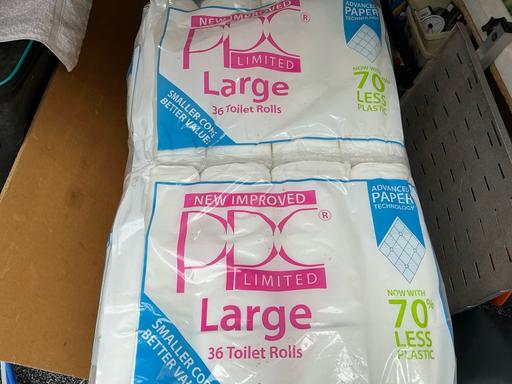 NEW IMPROVED
ppc®
LIMITED
Large
36 Toilet Rolls
SMALLER CORE
BETTER VALUE
ADVANCED
PAPER
TECHNOLOGY
NOW WITH
70%
LESS
PLASTIC
NEW IMPROVED
ppc®
LIMITED
Large
36 Toilet Rolls
SMALLER CO
BETTER VA
ADVANCED
PAPER
TECHNOLOGY
NOW WITH
70%
LESS
PLASTIC